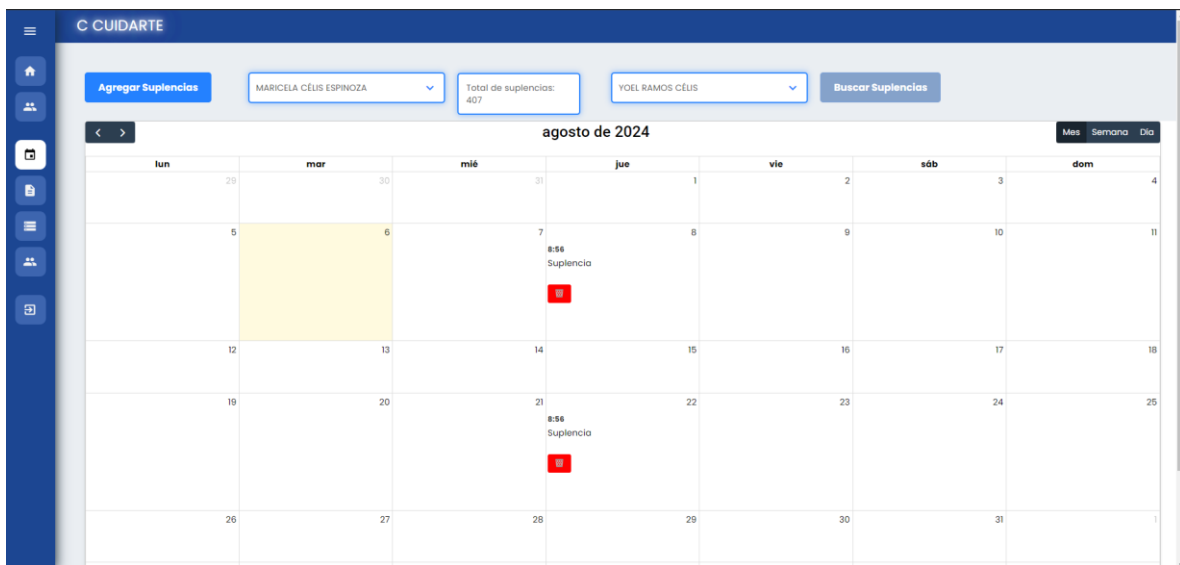 C CUIDARTE
Agregar Suplencias
MARICELA CÉLIS ESPINOZA
Total de suplencias:
407
YOEL RAMOS CÉLIS
Buscar Suplencias
agosto de 2024
Mes Semana Día
lun mar mié jue vie sáb dom
29 30 31 1 2 3 4
5 6 7 8 9 10 11
8:56
Suplencia
12 13 14 15 16 17 18
19 20 21 22 23 24 25
8:56
Suplencia
26 27 28 29 30 31 1